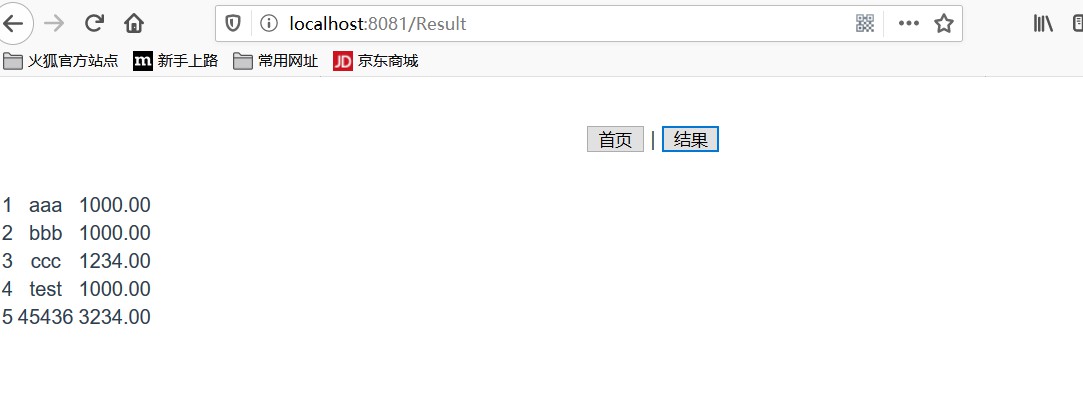 localhost:8081/Result
火狐官方站点 m 新手上路 常用网址 JD 京东商城
首页 | 结果
1 aaa 1000.00
2 bbb 1000.00
3 ccc 1234.00
4 test 1000.00
5 45436 3234.00